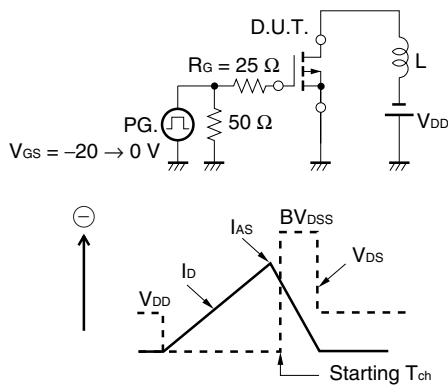 D.U.T.
RG = 25 Ω
L
PG.
50 Ω
VDD
VGS = −20 → 0 V
−
BVDSS
IAS
ID
VDS
VDD
Starting Tch